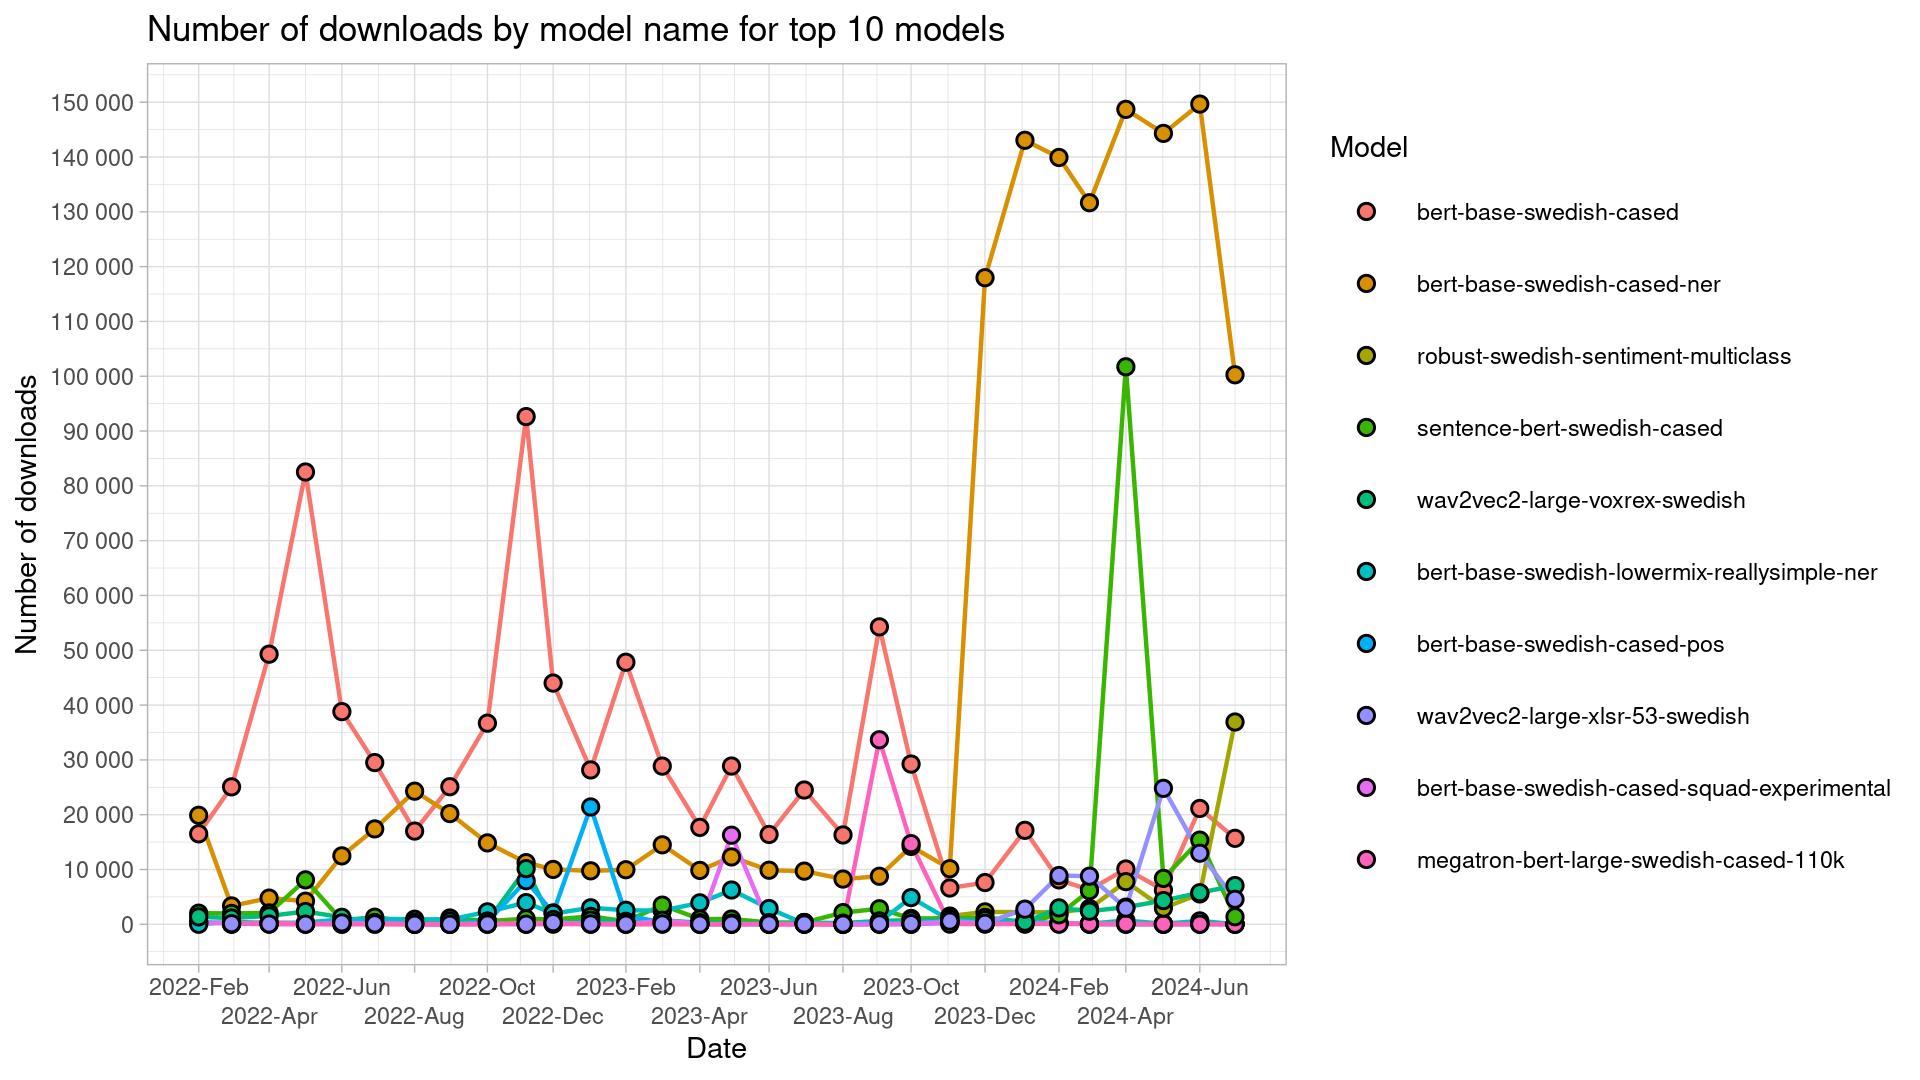 Number of downloads by model name for top 10 models
Number of downloads
150 000
140 000
130 000
120 000
110 000
100 000
90 000
80 000
70 000
60 000
50 000
40 000
30 000
20 000
10 000
0
2022-Feb
2022-Apr
2022-Jun
2022-Aug
2022-Oct
2022-Dec
2023-Feb
2023-Apr
2023-Jun
2023-Aug
2023-Oct
2023-Dec
2024-Feb
2024-Apr
2024-Jun
Date
Model
bert-base-swedish-cased
bert-base-swedish-cased-ner
robust-swedish-sentiment-multiclass
sentence-bert-swedish-cased
wav2vec2-large-voxrex-swedish
bert-base-swedish-lowermix-reallysimple-ner
bert-base-swedish-cased-pos
wav2vec2-large-xlsr-53-swedish
bert-base-swedish-cased-squad-experimental
megatron-bert-large-swedish-cased-110k